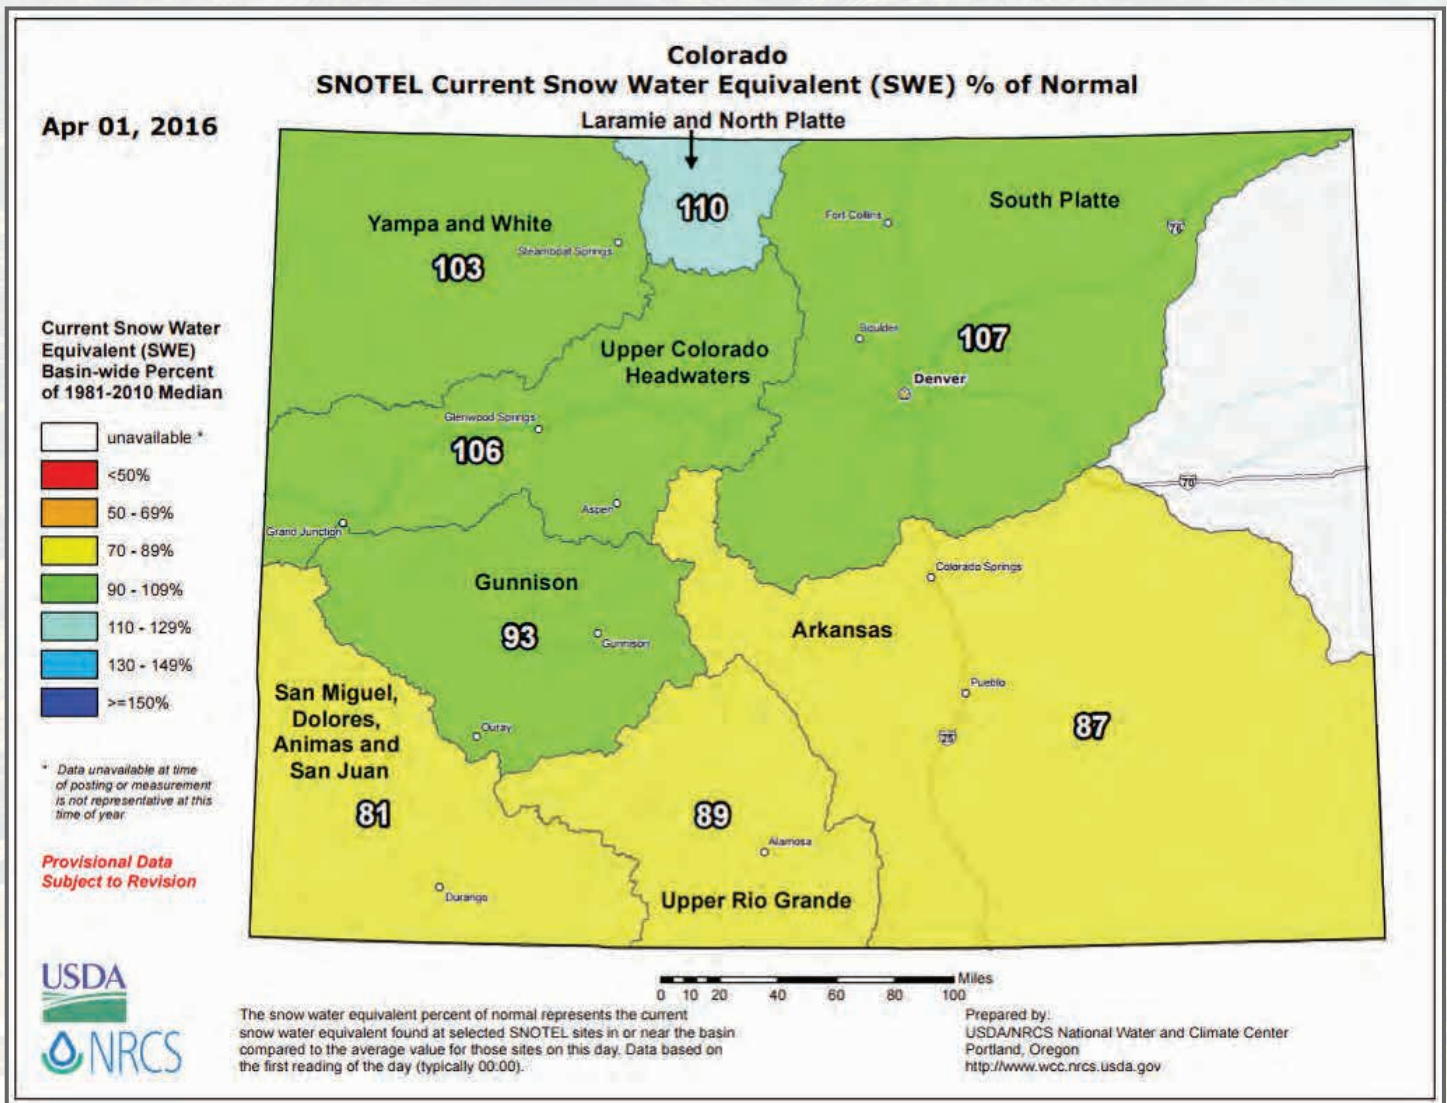 Colorado
SNOTEL Current Snow Water Equivalent (SWE) % of Normal
Apr 01, 2016
Laramie and North Platte
110
Yampa and White
103
Steamboat Springs
South Platte
Fort Collins
76
107
Boulder
Denver
Upper Colorado
Headwaters
Glenwood Springs
106
Aspen
Grand Junction
70
Gunnison
93
Gunnison
Colorado Springs
Arkansas
Pueblo
25
87
San Miguel,
Dolores,
Animas and
San Juan
81
Ouray
Durango
89
Alamosa
Upper Rio Grande
Current Snow Water
Equivalent (SWE)
Basin-wide Percent
of 1981-2010 Median
unavailable *
<50%
50 - 69%
70 - 89%
90 - 109%
110 - 129%
130 - 149%
>=150%
* Data unavailable at time
of posting or measurement
is not representative at this
time of year
Provisional Data
Subject to Revision
USDA
NRCS
Miles
0 10 20 40 60 80 100
The snow water equivalent percent of normal represents the current
snow water equivalent found at selected SNOTEL sites in or near the basin
compared to the average value for those sites on this day. Data based on
the first reading of the day (typically 00:00).
Prepared by:
USDA/NRCS National Water and Climate Center
Portland, Oregon
http://www.wcc.nrcs.usda.gov